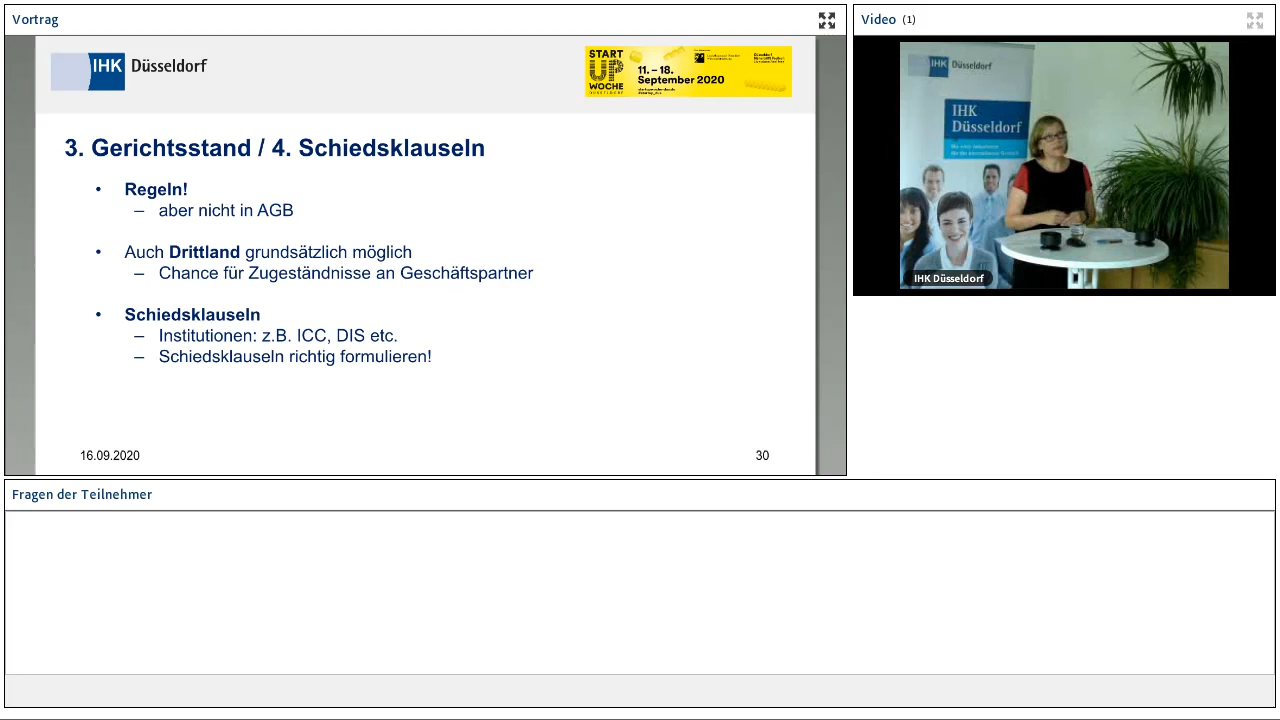 Vortrag
IHK Düsseldorf
START
UP
WOCHE
DÜSSELDORF
11. – 18.
September 2020
3. Gerichtsstand / 4. Schiedsklauseln
• Regeln!
– aber nicht in AGB
• Auch Drittland grundsätzlich möglich
– Chance für Zugeständnisse an Geschäftspartner
• Schiedsklauseln
– Institutionen: z.B. ICC, DIS etc.
– Schiedsklauseln richtig formulieren!
16.09.2020
30
Video (1)
IHK Düsseldorf
IHK
Düsseldorf
IHK Düsseldorf
Fragen der Teilnehmer